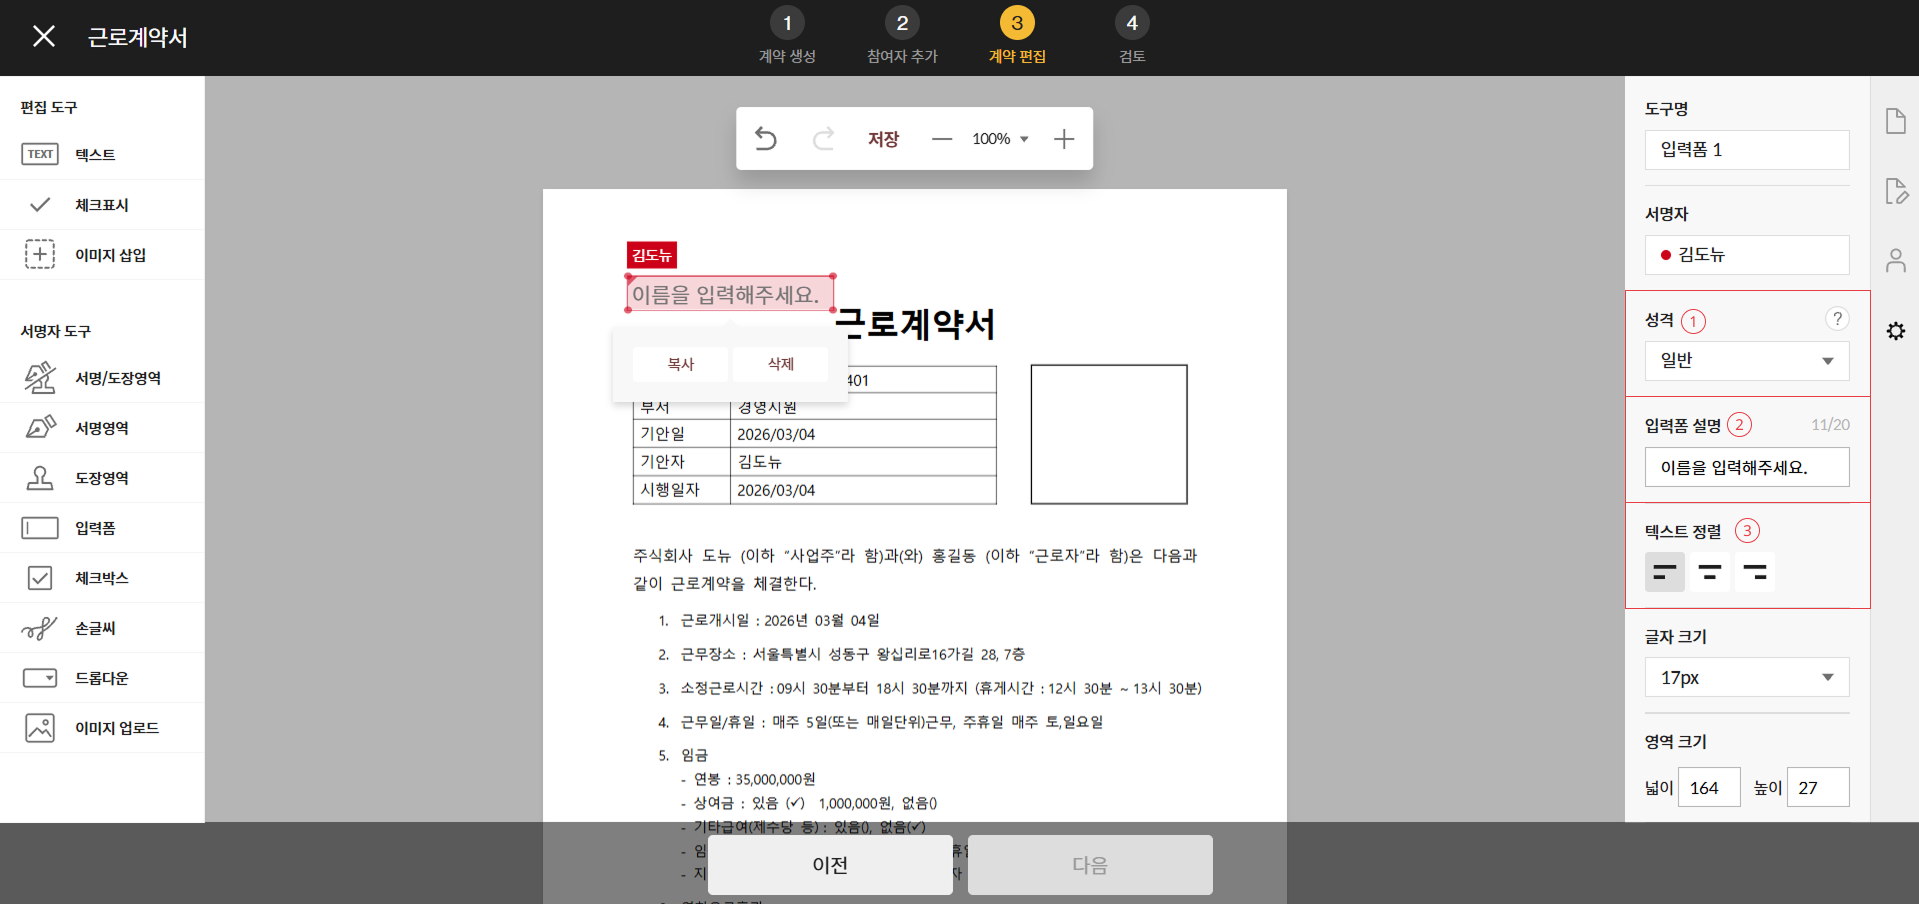 근로계약서
1
계약 생성
2
참여자 추가
3
계약 편집
4
검토
편집 도구
TEXT 텍스트
체크표시
이미지 삽입
서명자 도구
서명/도장영역
서명영역
도장영역
입력폼
체크박스
손글씨
드롭다운
이미지 업로드
저장 100%
김도뉴
이름을 입력해주세요.
복사 삭제
근로계약서
401
부서 경영지원
기안일 2026/03/04
기안자 김도뉴
시행일자 2026/03/04
주식회사 도뉴 (이하 "사업주"라 함)과(와) 홍길동 (이하 "근로자"라 함)은 다음과
같이 근로계약을 체결한다.
1. 근로개시일 : 2026년 03월 04일
2. 근무장소 : 서울특별시 성동구 왕십리로16가길 28, 7층
3. 소정근로시간 : 09시 30분부터 18시 30분까지 (휴게시간 : 12시 30분 ~ 13시 30분)
4. 근무일/휴일 : 매주 5일(또는 매일단위)근무, 주휴일 매주 토,일요일
5. 임금
- 연봉 : 35,000,000원
- 상여금 : 있음 (✓) 1,000,000원, 없음()
- 기타급여(제수당 등) : 있음(), 없음(✓)
- 임
- 지
이전
다음
도구명
입력폼 1
서명자
김도뉴
성격 1 ?
일반
입력폼 설명 2 11/20
이름을 입력해주세요.
텍스트 정렬 3
글자 크기
17px
영역 크기
넓이 164 높이 27